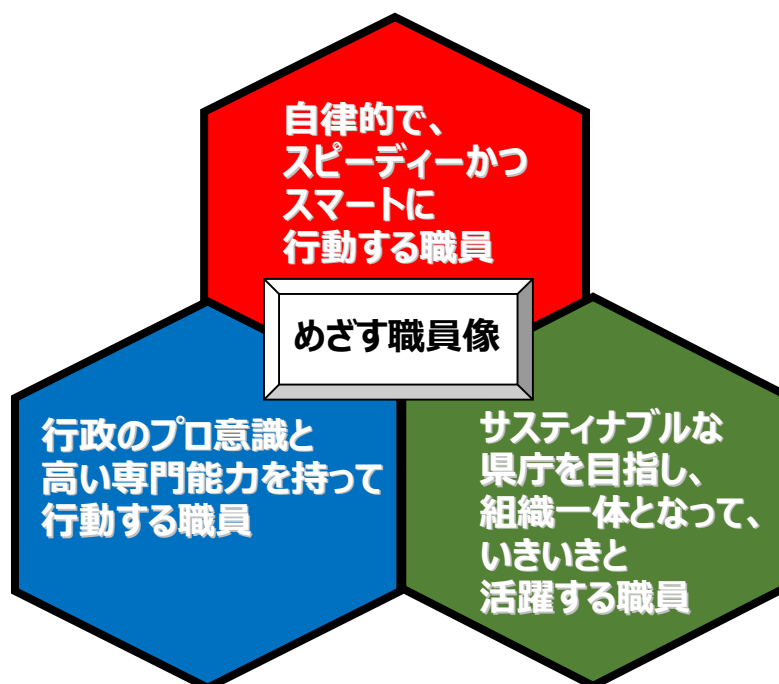 自律的で、
スピーディーかつ
スマートに
行動する職員
めざす職員像
行政のプロ意識と
高い専門能力を持って
行動する職員
サスティナブルな
県庁を目指し、
組織一体となって、
いきいきと
活躍する職員